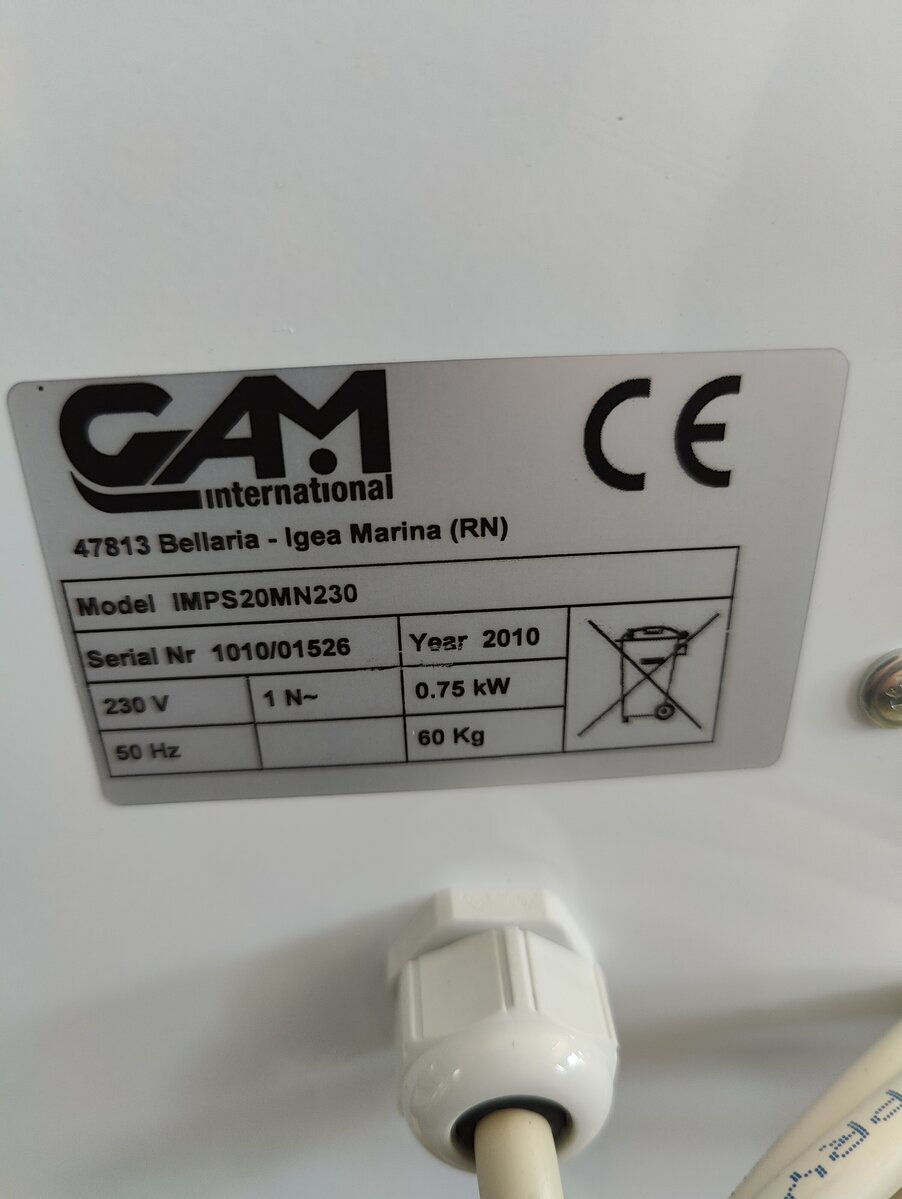 GAM
international
CE
47813 Bellaria - Igea Marina (RN)
Model IMPS20MN230
Serial Nr 1010/01526 Year 2010
230 V 1 N~ 0.75 kW
50 Hz 60 Kg